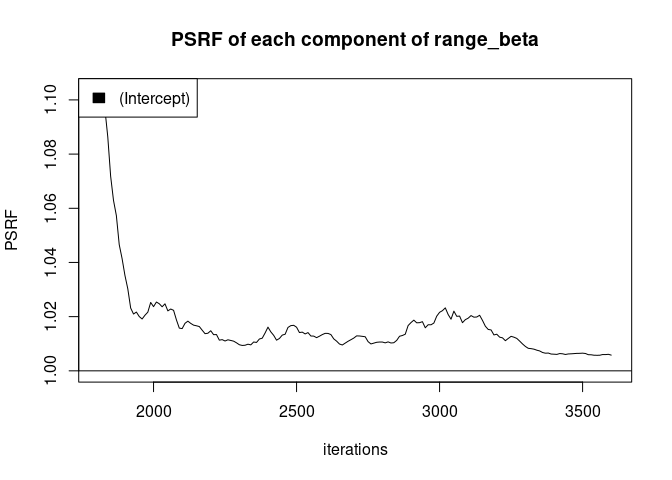 PSRF of each component of range_beta
(Intercept)
PSRF
1.10
1.08
1.06
1.04
1.02
1.00
2000 2500 3000 3500
iterations